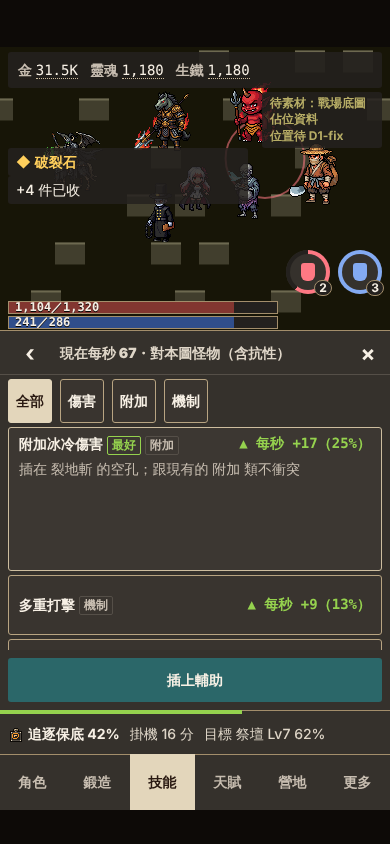 金 31.5K 靈魂 1,180 生鐵 1,180
待素材：戰場底圖
佔位資料
位置待 D1-fix
◆ 破裂石
+4 件已收
2
3
1,104／1,320
241／286
‹ 現在每秒 67・對本圖怪物（含抗性） ×
全部 傷害 附加 機制
附加冰冷傷害 最好 附加 ▲ 每秒 +17（25%）
插在 裂地斬 的空孔；跟現有的 附加 類不衝突
多重打擊 機制 ▲ 每秒 +9（13%）
插上輔助
追逐保底 42% 掛機 16 分 目標 祭壇 Lv7 62%
角色 鍛造 技能 天賦 營地 更多